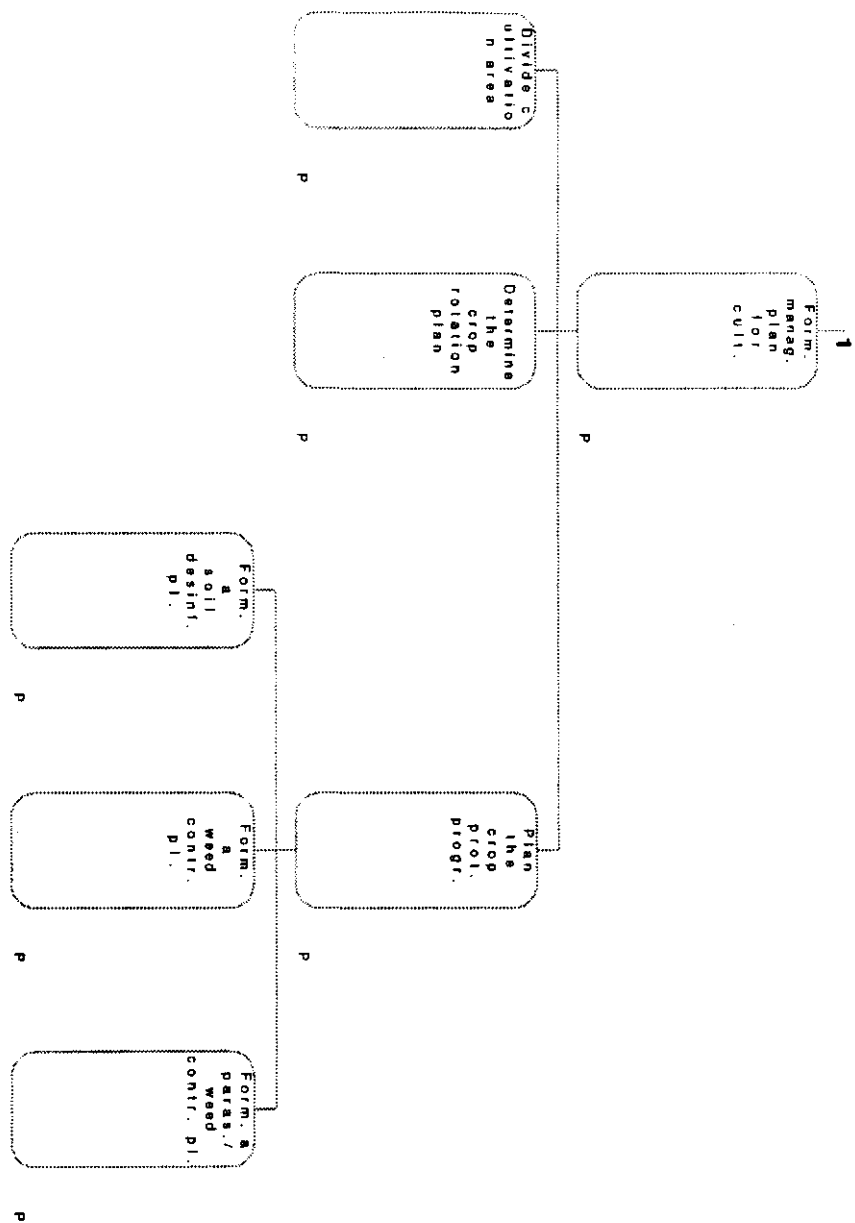 1
Form.
manag.
plan
for
cult.
P
Divide c
ultivatio
n area
P
Determine
the
crop
rotation
plan
P
Plan
the
crop
prot.
progr.
P
Form.
a
soil
desinf.
pl.
P
Form.
a
weed
contr.
pl.
P
Form. a
paras./
weed
contr. pl.
P